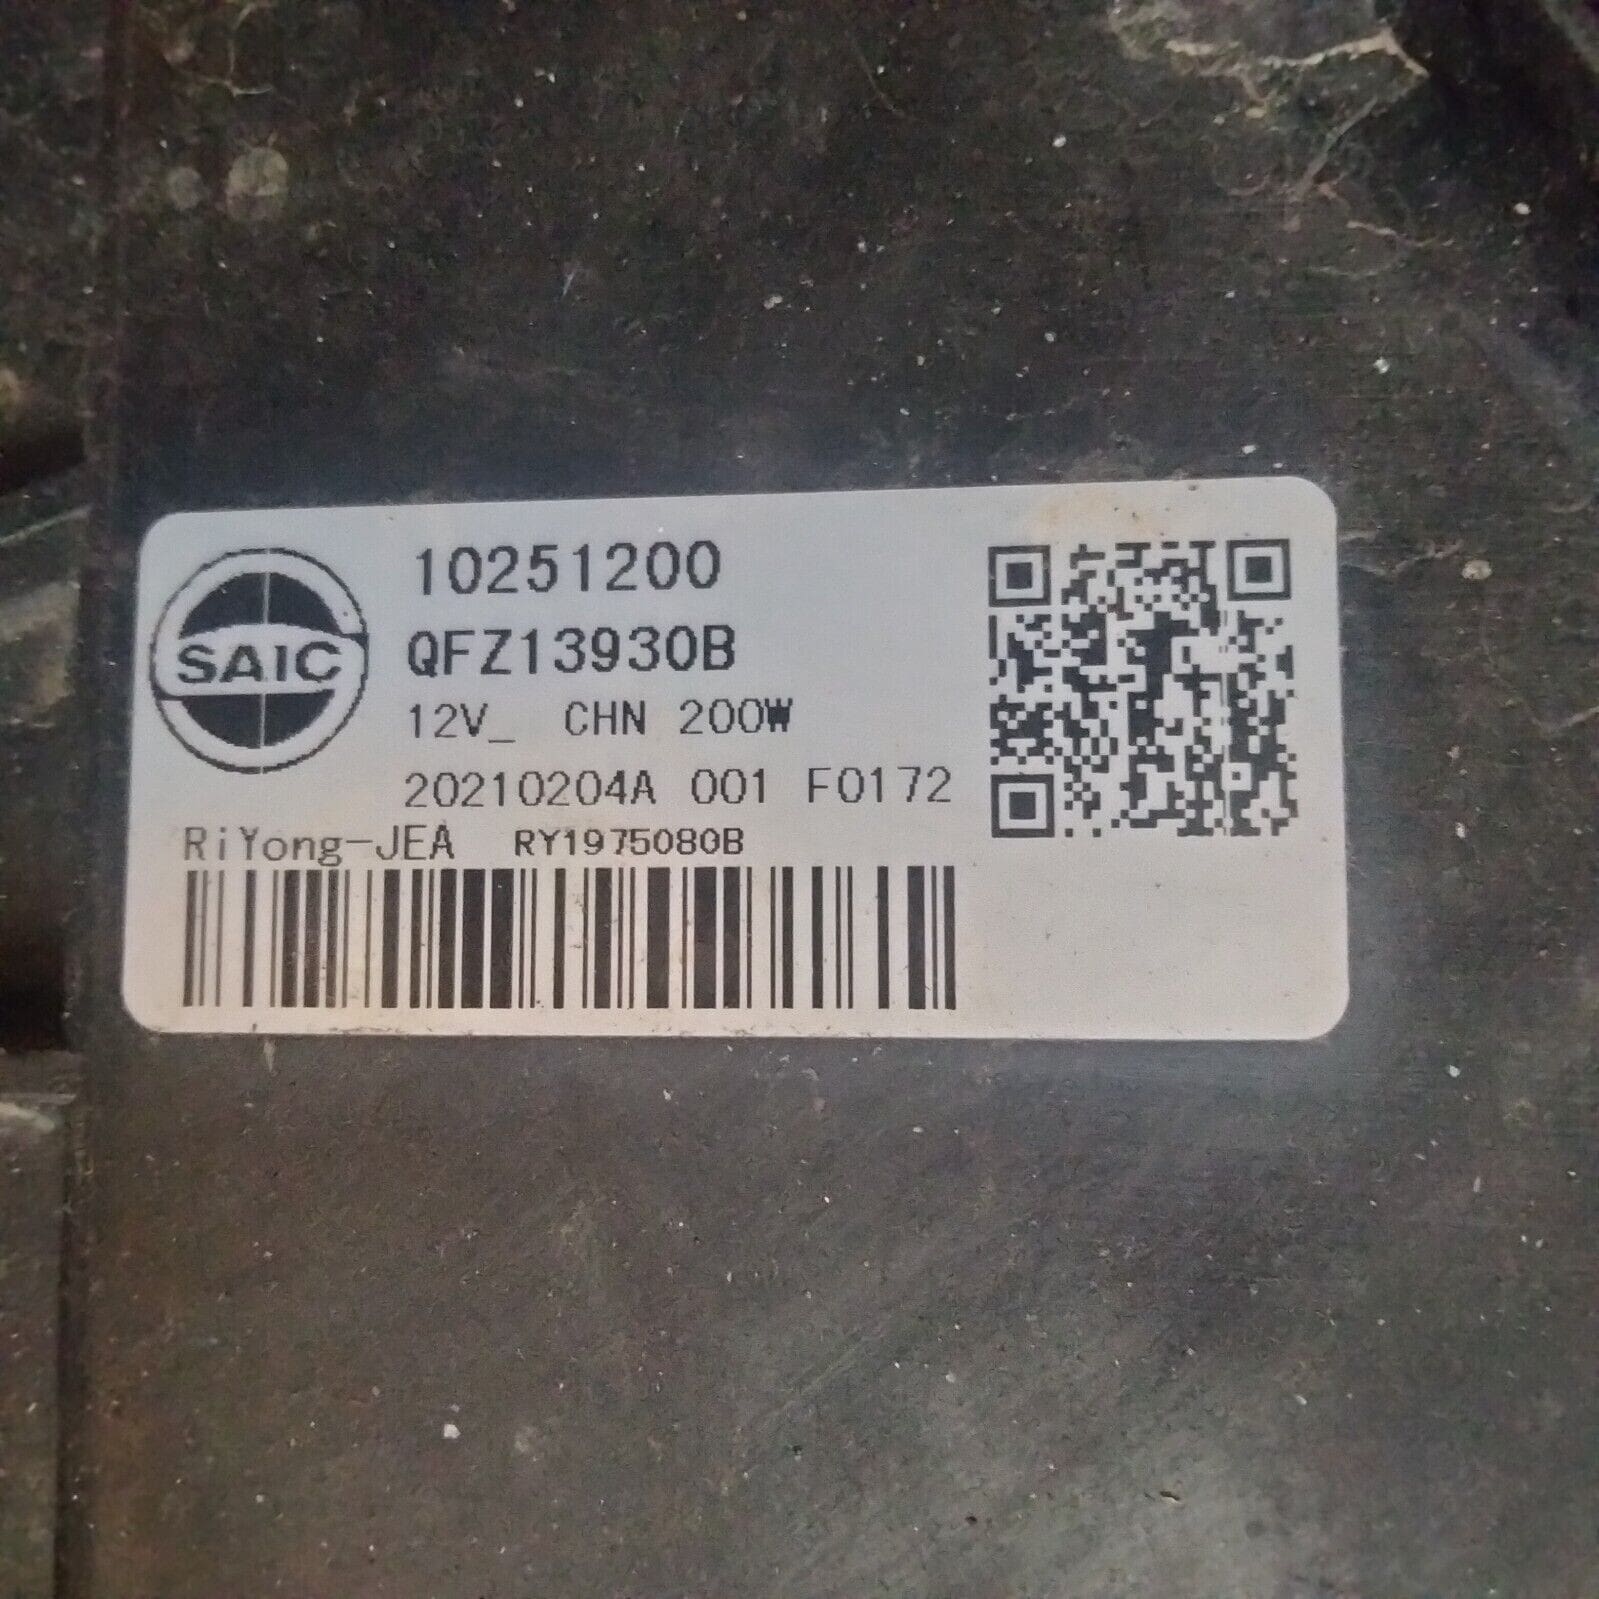 SAIC
10251200
QFZ13930B
12V_ CHN 200W
20210204A 001 F0172
RiYong-JEA RY1975080B